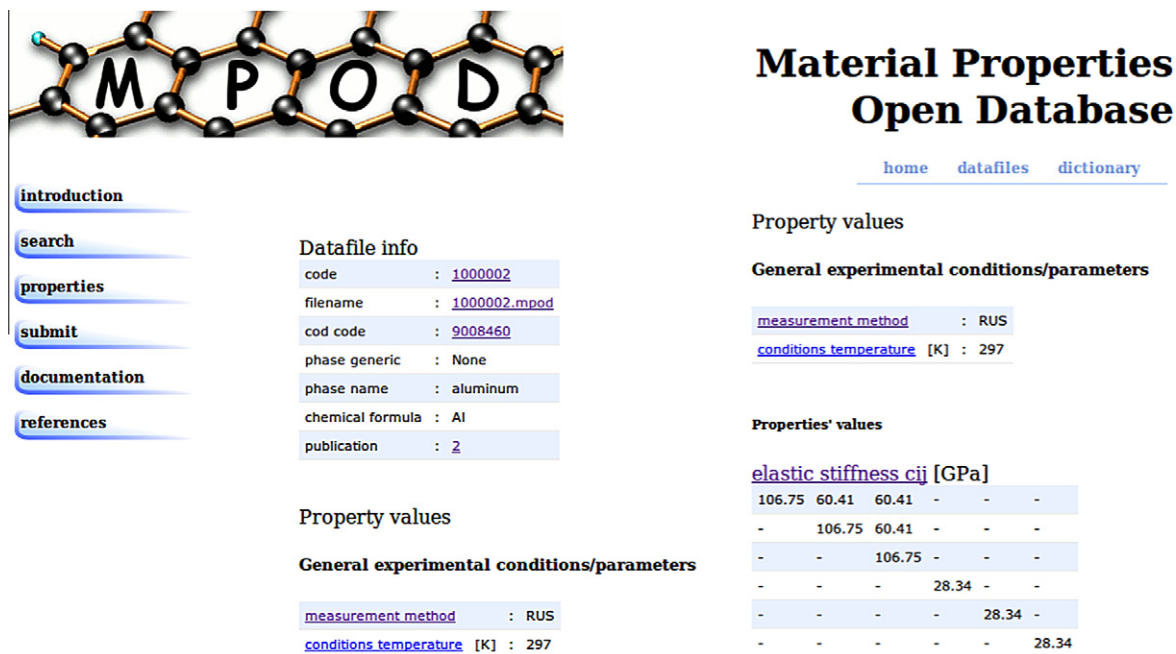 M P O D
Material Properties
Open Database
home datafiles dictionary
introduction
search
properties
submit
documentation
references
Datafile info
code : 1000002
filename : 1000002.mpod
cod code : 9008460
phase generic : None
phase name : aluminum
chemical formula : Al
publication : 2
Property values
General experimental conditions/parameters
measurement method : RUS
conditions temperature [K] : 297
Property values
General experimental conditions/parameters
measurement method : RUS
conditions temperature [K] : 297
Properties' values
elastic stiffness cij [GPa]
106.75 60.41 60.41 - - -
- 106.75 60.41 - - -
- - 106.75 - - -
- - - 28.34 - -
- - - - 28.34 -
- - - - - 28.34